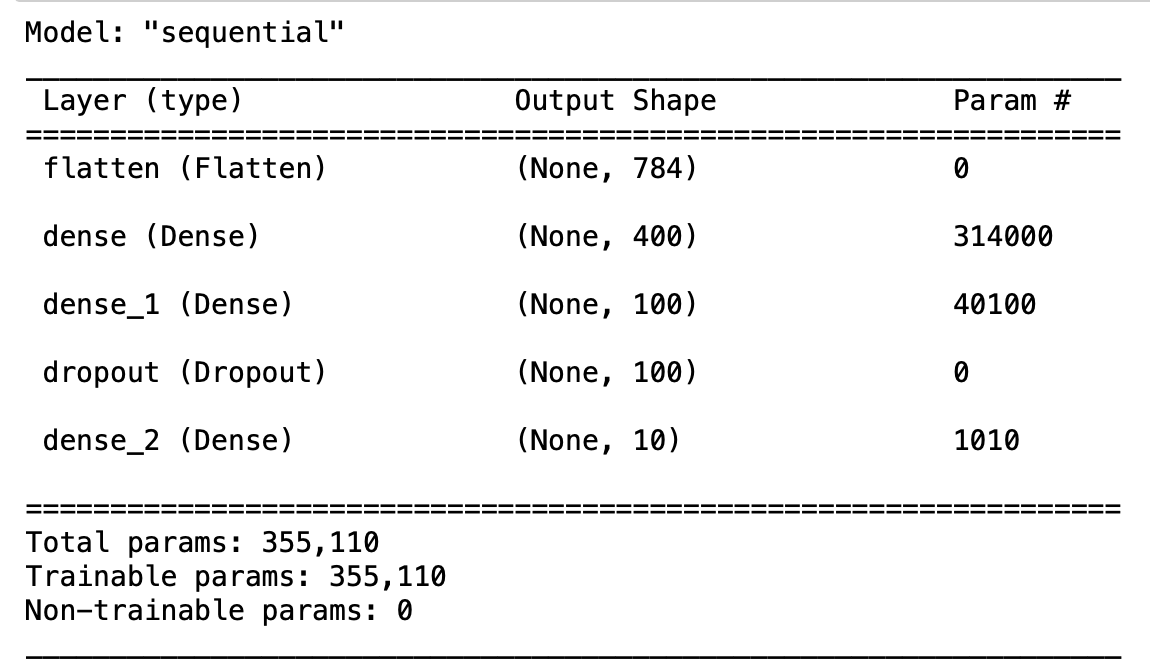 Model: "sequential"
Layer (type) Output Shape Param #
=================================================================
flatten (Flatten) (None, 784) 0
dense (Dense) (None, 400) 314000
dense_1 (Dense) (None, 100) 40100
dropout (Dropout) (None, 100) 0
dense_2 (Dense) (None, 10) 1010
=================================================================
Total params: 355,110
Trainable params: 355,110
Non-trainable params: 0